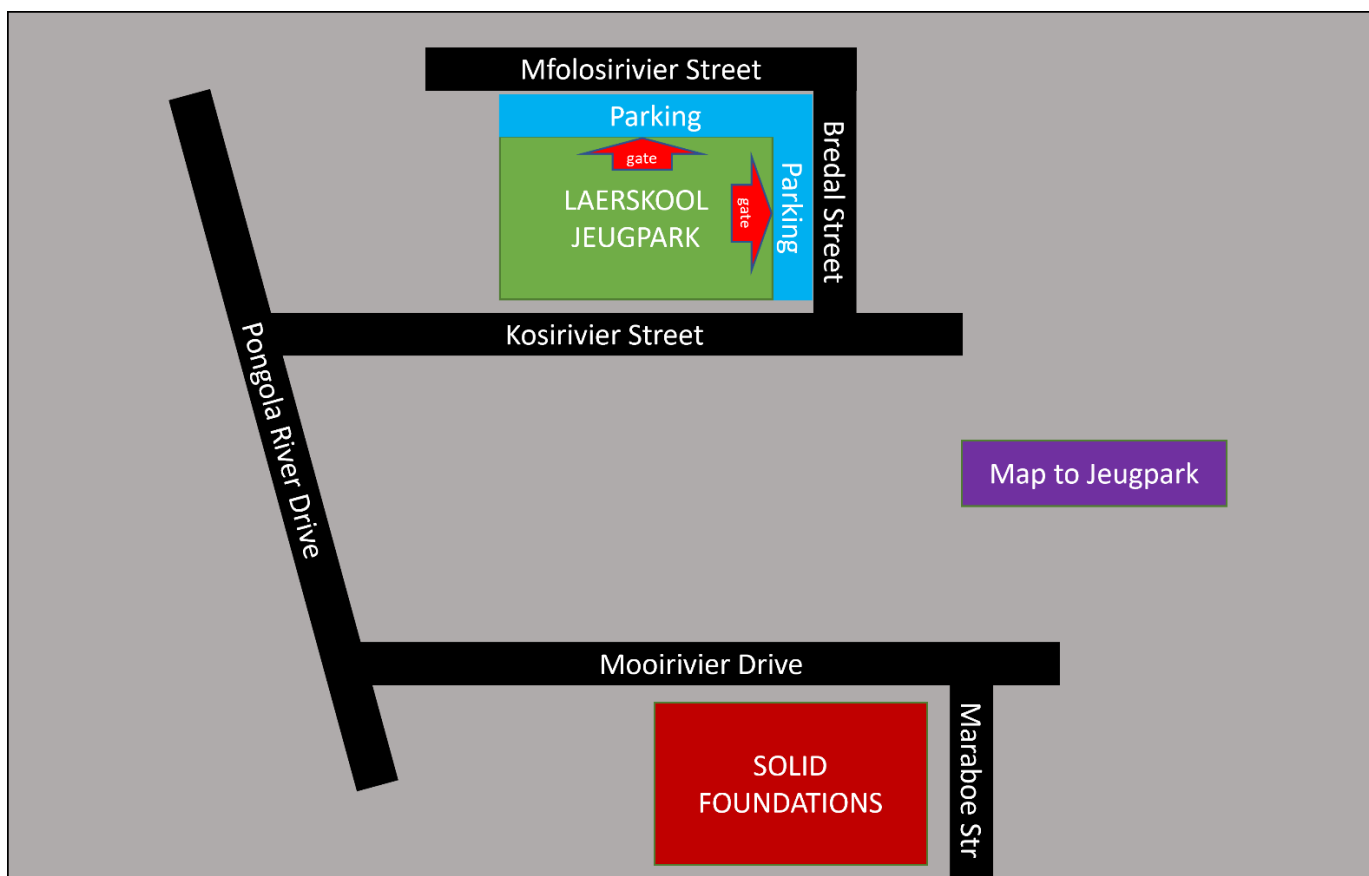 Mfolosirivier Street
Parking
gate
LAERSKOOL
JEUGPARK
gate
Parking
Bredal Street
Kosirivier Street
Pongola River Drive
Map to Jeugpark
Mooirivier Drive
SOLID
FOUNDATIONS
Maraboe Str